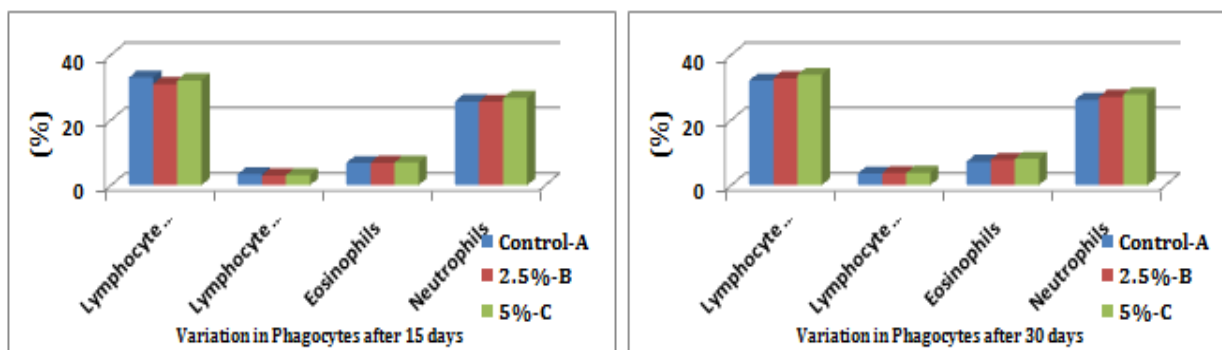 40
20
0
(%)
Lymphocyte ...
Lymphocyte ...
Eosinophils
Neutrophils
Control-A
2.5%-B
5%-C
Variation in Phagocytes after 15 days
40
20
0
(%)
Lymphocyte ...
Lymphocyte ...
Eosinophils
Neutrophils
Control-A
2.5%-B
5%-C
Variation in Phagocytes after 30 days